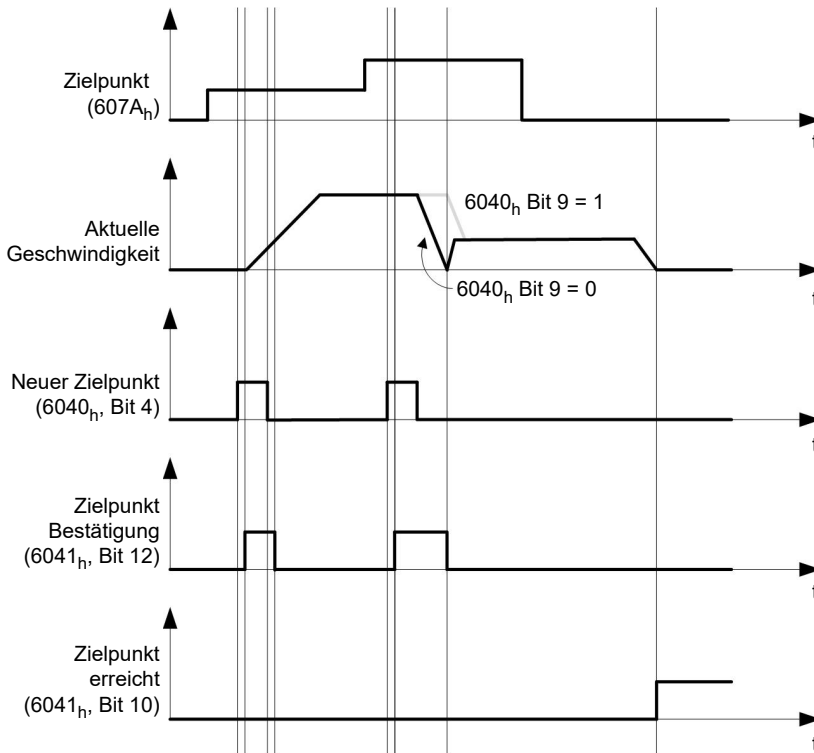 Zielpunkt
(607Aₕ)
t
6040ₕ Bit 9 = 1
Aktuelle
Geschwindigkeit
6040ₕ Bit 9 = 0
t
Neuer Zielpunkt
(6040ₕ, Bit 4)
t
Zielpunkt
Bestätigung
(6041ₕ, Bit 12)
t
Zielpunkt
erreicht
(6041ₕ, Bit 10)
t